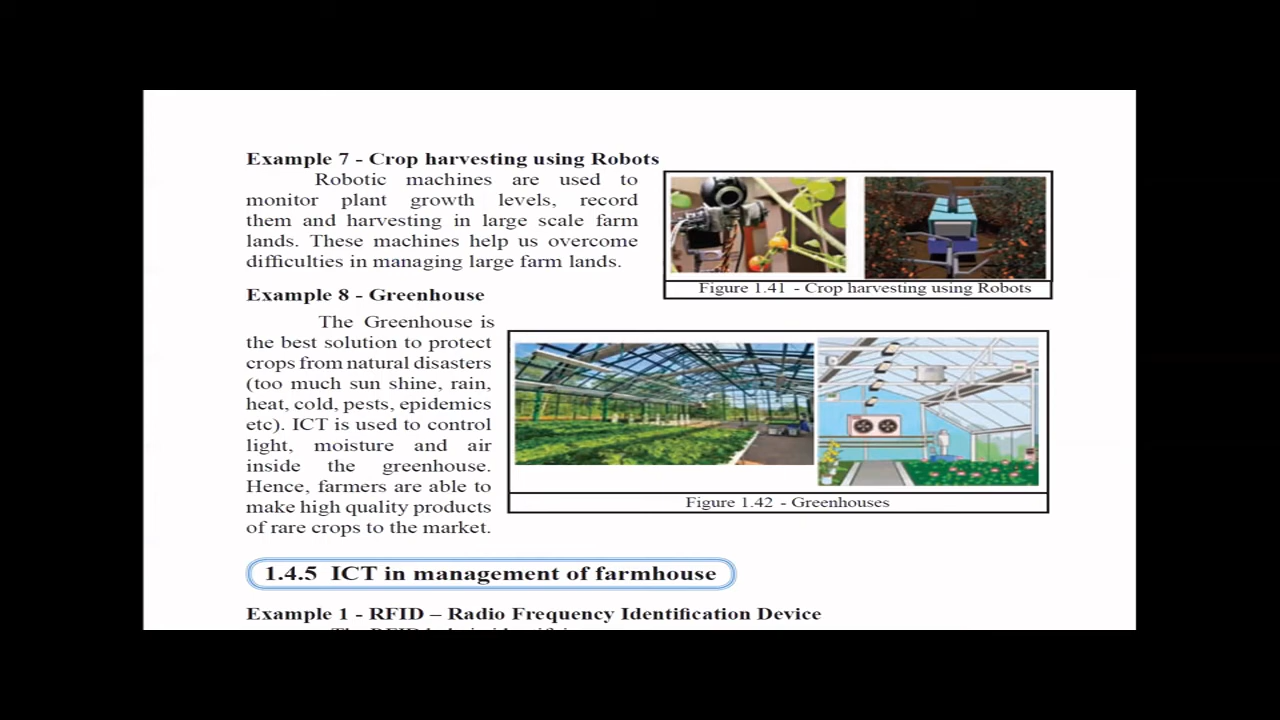 Example 7 - Crop harvesting using Robots
Robotic machines are used to
monitor plant growth levels, record
them and harvesting in large scale farm
lands. These machines help us overcome
difficulties in managing large farm lands.
Figure 1.41 - Crop harvesting using Robots
Example 8 - Greenhouse
The Greenhouse is
the best solution to protect
crops from natural disasters
(too much sun shine, rain,
heat, cold, pests, epidemics
etc). ICT is used to control
light, moisture and air
inside the greenhouse.
Hence, farmers are able to
make high quality products
of rare crops to the market.
Figure 1.42 - Greenhouses
1.4.5 ICT in management of farmhouse
Example 1 - RFID – Radio Frequency Identification Device